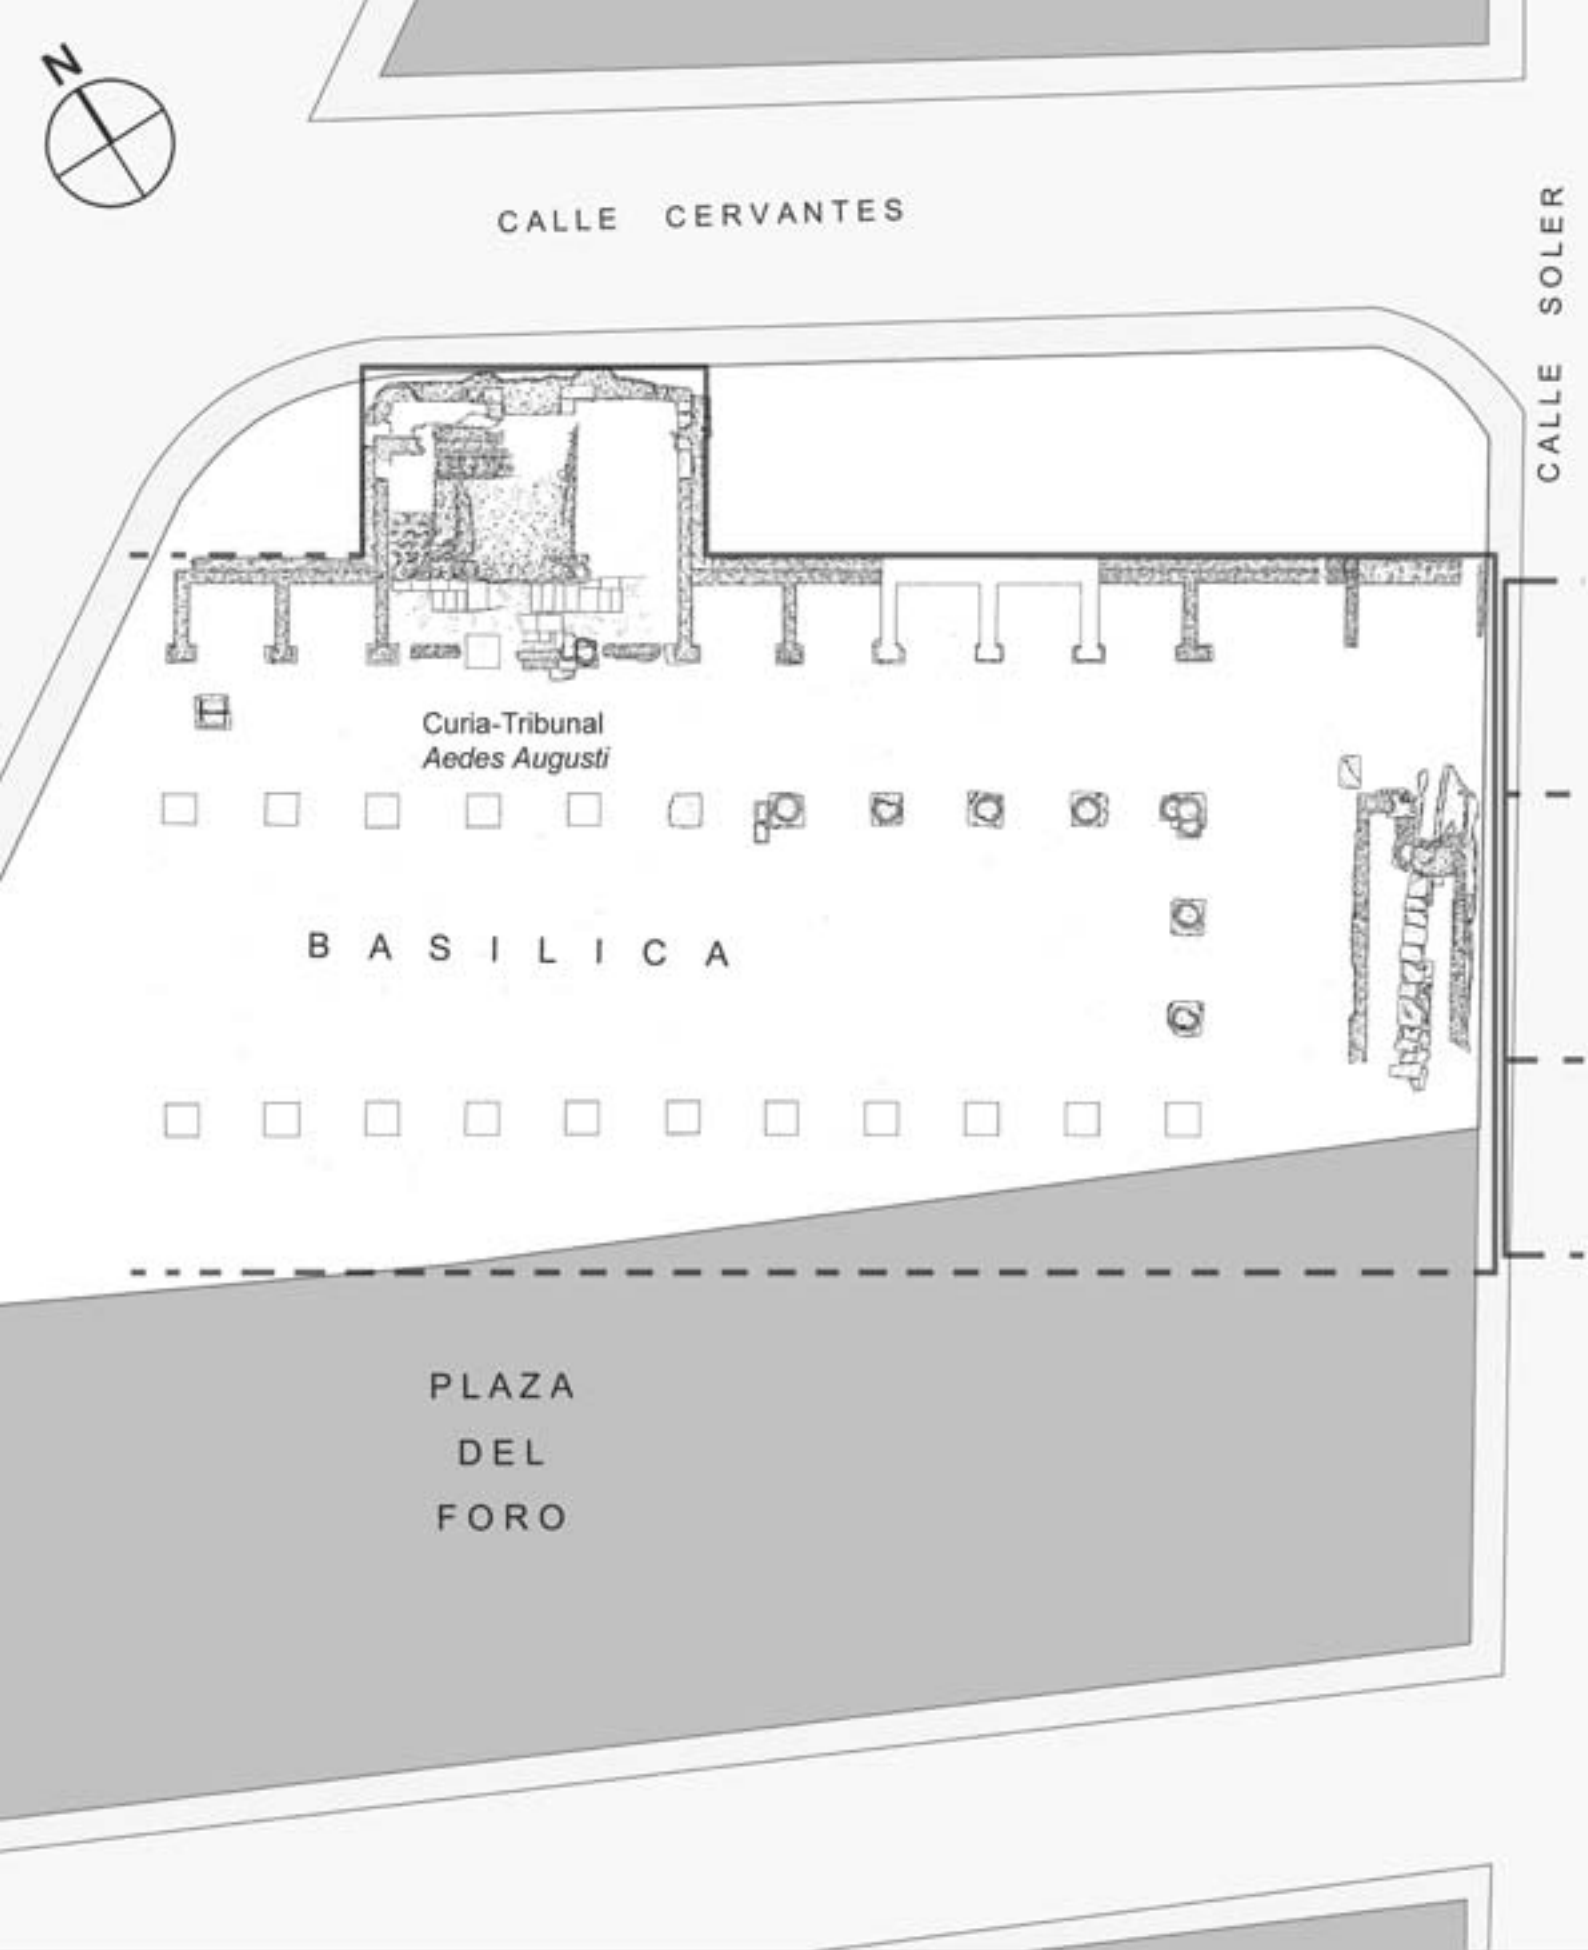 N
CALLE CERVANTES
CALLE SOLER
Curia-Tribunal
Aedes Augusti
BASILICA
PLAZA
DEL
FORO